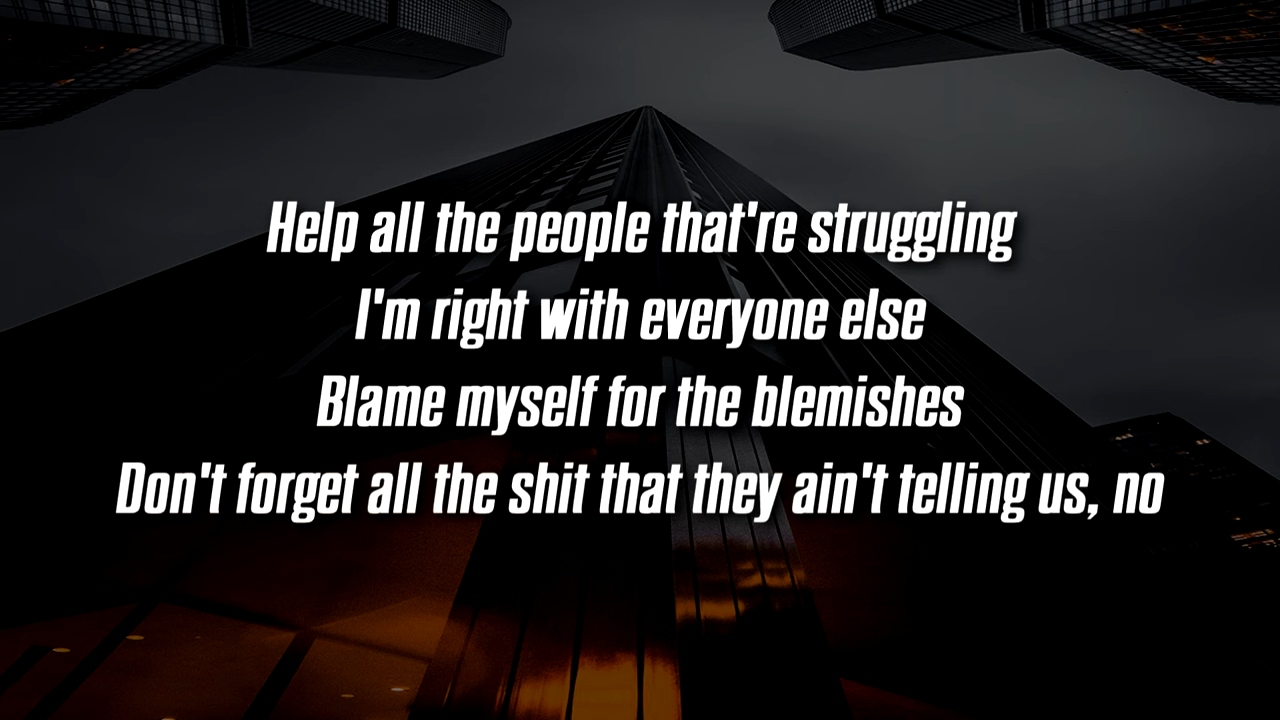 Help all the people that're struggling
I'm right with everyone else
Blame myself for the blemishes
Don't forget all the shit that they ain't telling us, no